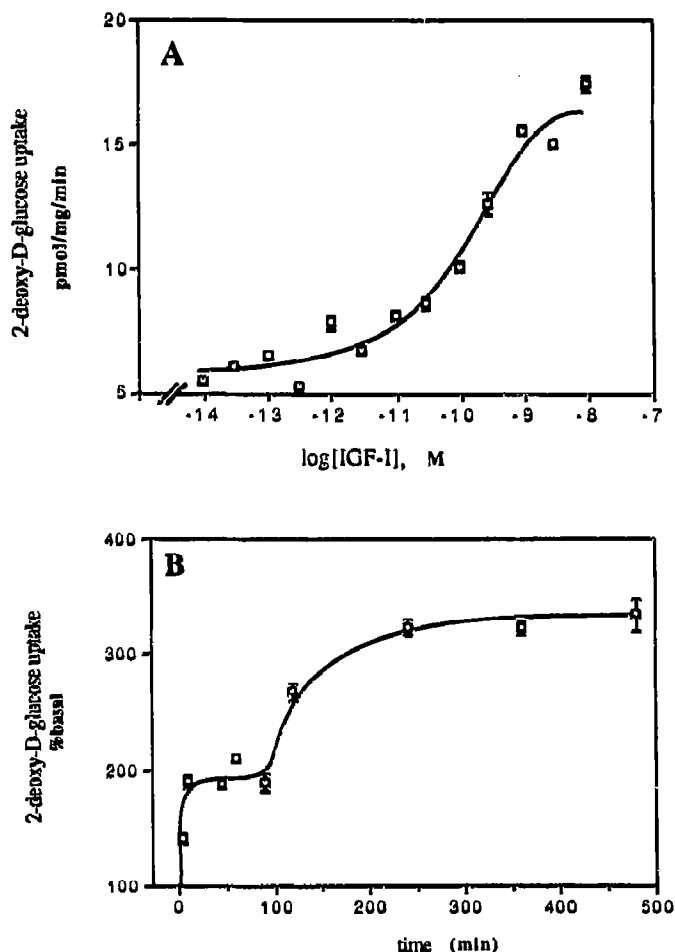 20
A
15
10
5
2-deoxy-D-glucose uptake
pmol/mg/min
-14 -13 -12 -11 -10 -9 -8 -7
log[IGF-I], M
400
B
300
200
100
2-deoxy-D-glucose uptake
%basal
0 100 200 300 400 500
time (min)